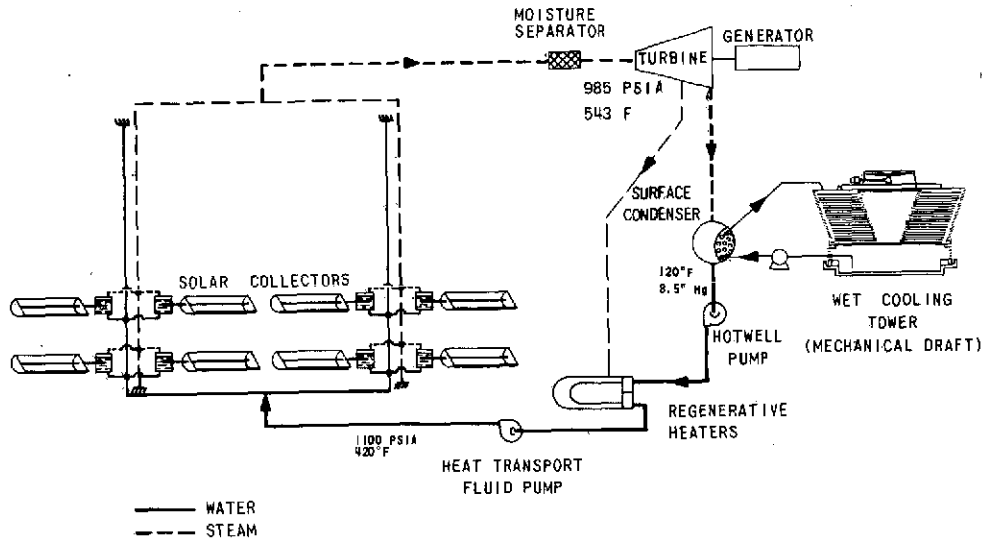 MOISTURE
SEPARATOR
GENERATOR
TURBINE
985 PSIA
543 F
SURFACE
CONDENSER
SOLAR COLLECTORS
120°F
8.5" Hg
WET COOLING
TOWER
(MECHANICAL DRAFT)
HOTWELL
PUMP
REGENERATIVE
HEATERS
1100 PSIA
420°F
HEAT TRANSPORT
FLUID PUMP
WATER
STEAM